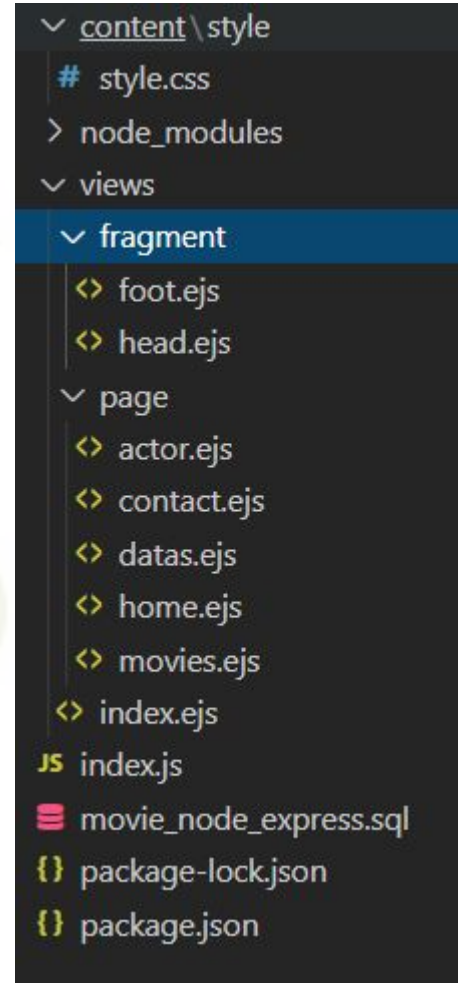 content\style
# style.css
node_modules
views
fragment
<> foot.ejs
<> head.ejs
page
<> actor.ejs
<> contact.ejs
<> datas.ejs
<> home.ejs
<> movies.ejs
<> index.ejs
JS index.js
movie_node_express.sql
{} package-lock.json
{} package.json